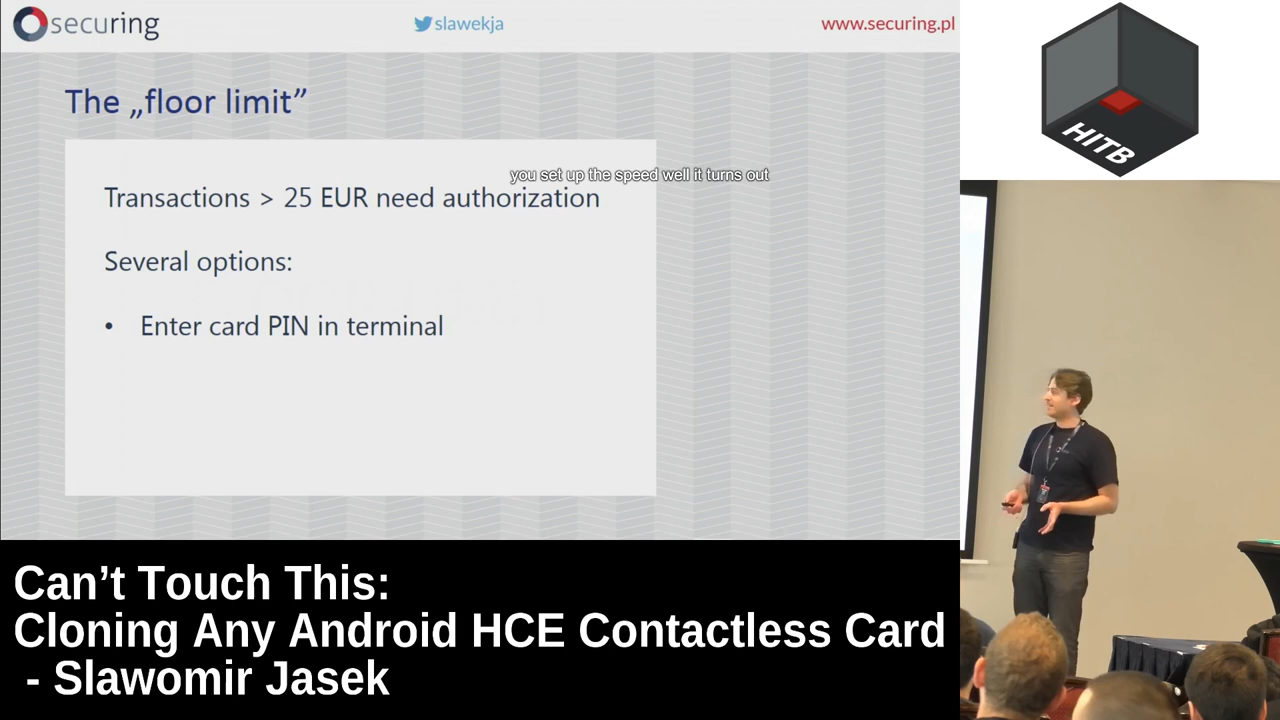 securing
slawekja
www.securing.pl
The „floor limit”
you set up the speed well it turns out
Transactions > 25 EUR need authorization
Several options:
• Enter card PIN in terminal
HITB
Can’t Touch This:
Cloning Any Android HCE Contactless Card
- Slawomir Jasek